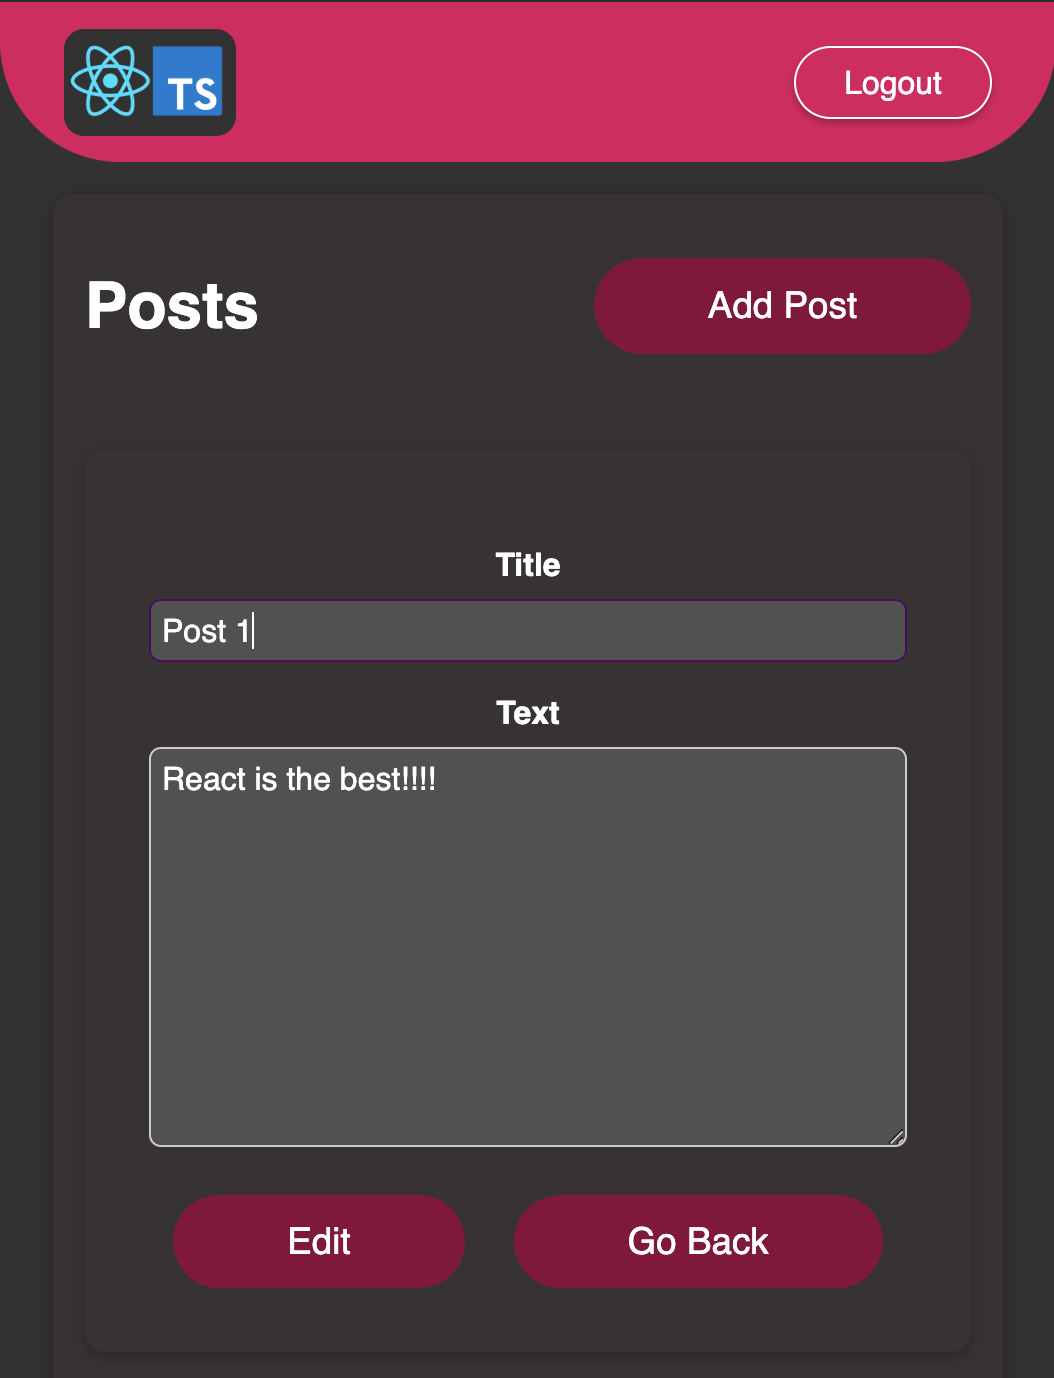 TS
Logout
Posts
Add Post
Title
Post 1
Text
React is the best!!!!
Edit
Go Back